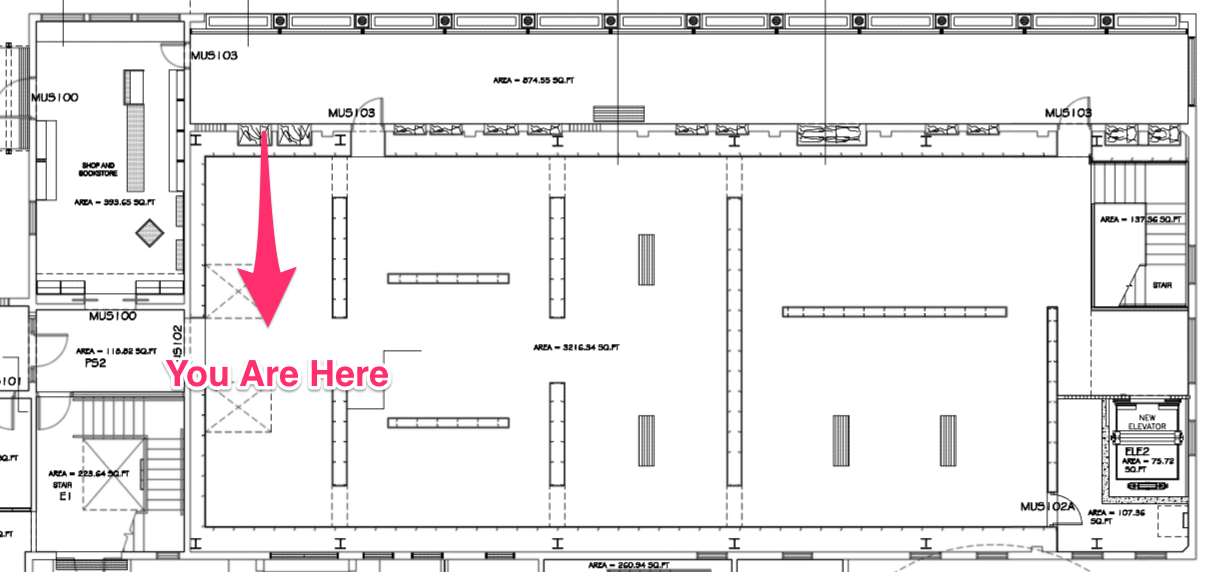 MUS103
AREA = 874.55 SQ.FT
MUS100
MUS103
MUS103
SHOP AND
BOOKSTORE
AREA = 393.65 SQ.FT
AREA = 137.36 SQ.FT
STAIR
MUS100
AREA = 118.82 SQ.FT
PS2
AREA = 3216.34 SQ.FT
You Are Here
NEW
ELEVATOR
ELE2
AREA = 75.72
SQ.FT
AREA = 223.64 SQ.FT
STAIR
E1
MUS102A
AREA = 107.36
SQ.FT
AREA = 260.94 SQ.FT